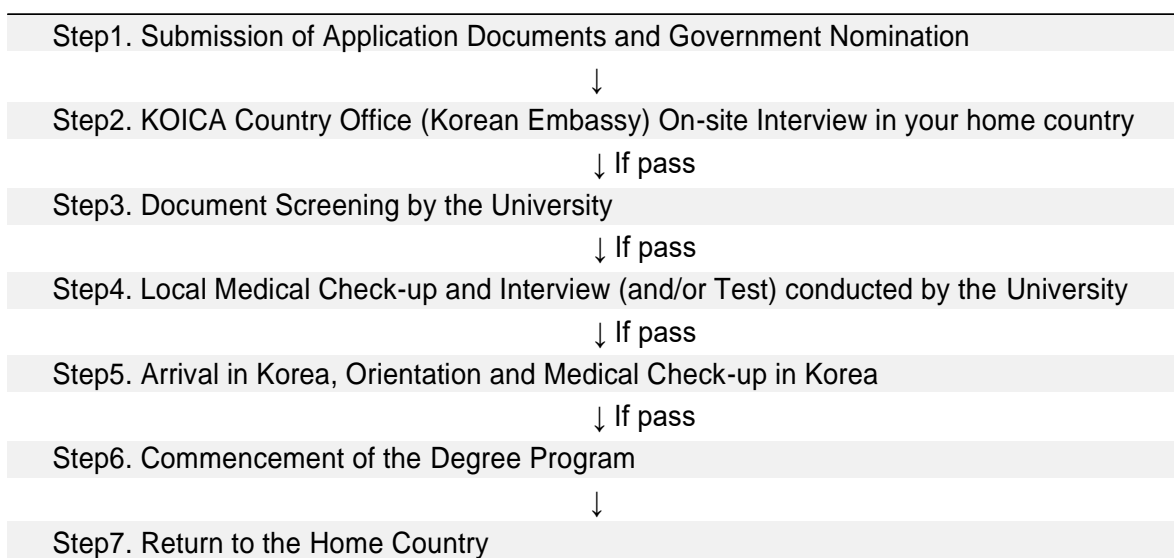 Step1. Submission of Application Documents and Government Nomination
↓
Step2. KOICA Country Office (Korean Embassy) On-site Interview in your home country
↓ If pass
Step3. Document Screening by the University
↓ If pass
Step4. Local Medical Check-up and Interview (and/or Test) conducted by the University
↓ If pass
Step5. Arrival in Korea, Orientation and Medical Check-up in Korea
↓ If pass
Step6. Commencement of the Degree Program
↓
Step7. Return to the Home Country